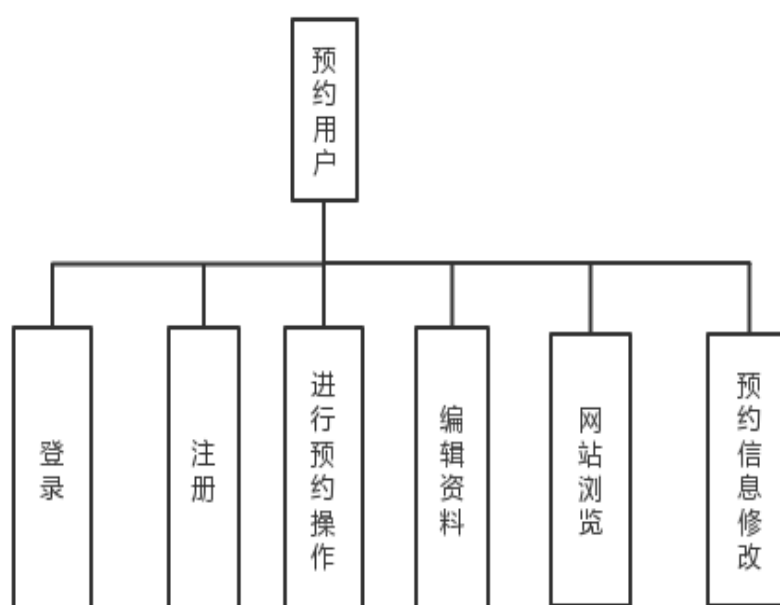 预约用户
登录
注册
进行预约操作
编辑资料
网站浏览
预约信息修改